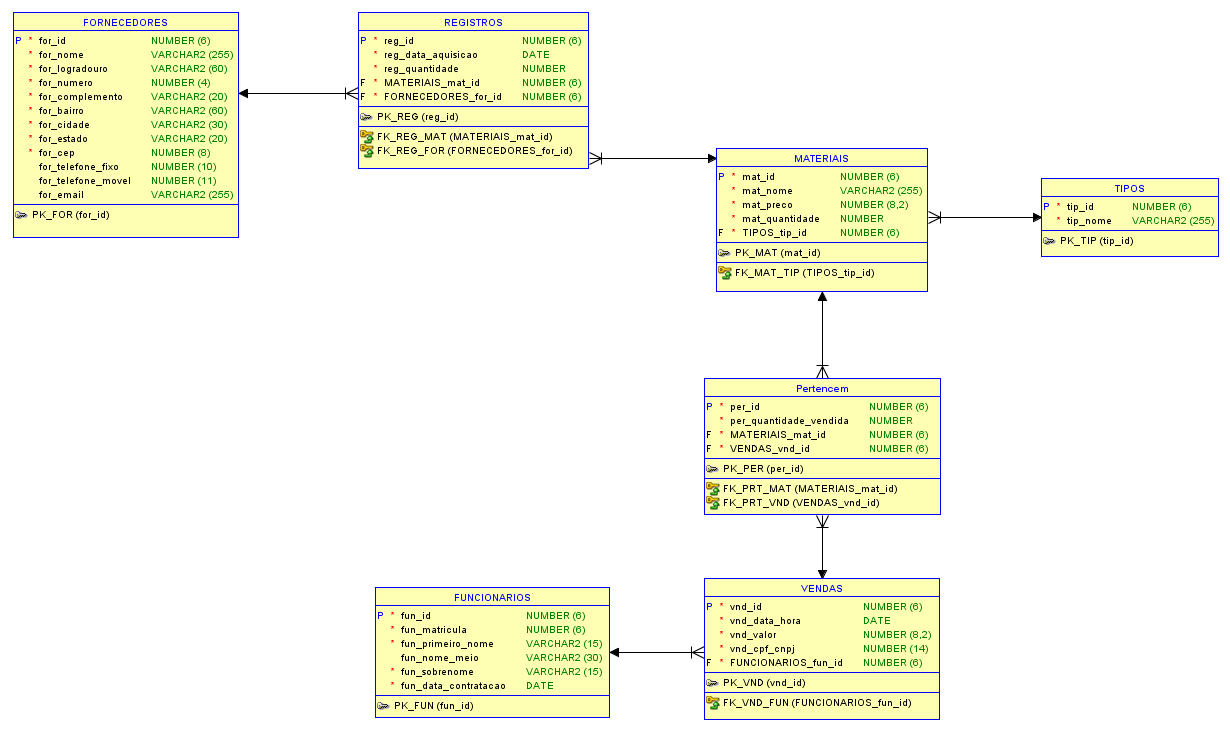 FORNECEDORES
P * for_id NUMBER (6)
* for_nome VARCHAR2 (255)
* for_logradouro VARCHAR2 (60)
* for_numero NUMBER (4)
* for_complemento VARCHAR2 (20)
* for_bairro VARCHAR2 (60)
* for_cidade VARCHAR2 (30)
* for_estado VARCHAR2 (20)
* for_cep NUMBER (8)
for_telefone_fixo NUMBER (10)
for_telefone_movel NUMBER (11)
for_email VARCHAR2 (255)
PK_FOR (for_id)
REGISTROS
P * reg_id NUMBER (6)
* reg_data_aquisicao DATE
* reg_quantidade NUMBER
F * MATERIAIS_mat_id NUMBER (6)
F * FORNECEDORES_for_id NUMBER (6)
PK_REG (reg_id)
FK_REG_MAT (MATERIAIS_mat_id)
FK_REG_FOR (FORNECEDORES_for_id)
MATERIAIS
P * mat_id NUMBER (6)
* mat_nome VARCHAR2 (255)
* mat_preco NUMBER (8,2)
* mat_quantidade NUMBER
F * TIPOS_tip_id NUMBER (6)
PK_MAT (mat_id)
FK_MAT_TIP (TIPOS_tip_id)
TIPOS
P * tip_id NUMBER (6)
* tip_nome VARCHAR2 (255)
PK_TIP (tip_id)
Pertencem
P * per_id NUMBER (6)
* per_quantidade_vendida NUMBER
F * MATERIAIS_mat_id NUMBER (6)
F * VENDAS_vnd_id NUMBER (6)
PK_PER (per_id)
FK_PRT_MAT (MATERIAIS_mat_id)
FK_PRT_VND (VENDAS_vnd_id)
FUNCIONARIOS
P * fun_id NUMBER (6)
* fun_matricula NUMBER (6)
* fun_primeiro_nome VARCHAR2 (15)
fun_nome_meio VARCHAR2 (30)
* fun_sobrenome VARCHAR2 (15)
* fun_data_contratacao DATE
PK_FUN (fun_id)
VENDAS
P * vnd_id NUMBER (6)
* vnd_data_hora DATE
* vnd_valor NUMBER (8,2)
* vnd_cpf_cnpj NUMBER (14)
F * FUNCIONARIOS_fun_id NUMBER (6)
PK_VND (vnd_id)
FK_VND_FUN (FUNCIONARIOS_fun_id)